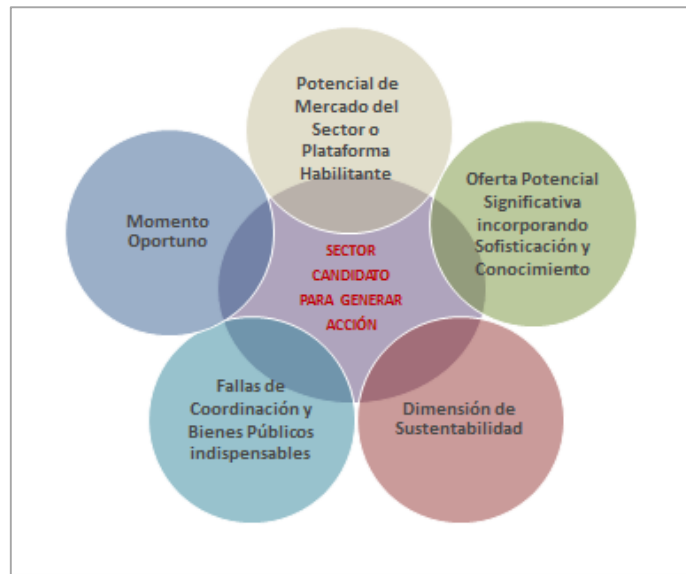 Potencial de
Mercado del
Sector o
Plataforma
Habilitante
Oferta Potencial
Significativa
incorporando
Sofisticación y
Conocimiento
Momento
Oportuno
SECTOR
CANDIDATO
PARA GENERAR
ACCIÓN
Fallas de
Coordinación y
Bienes Públicos
indispensables
Dimensión de
Sustentabilidad